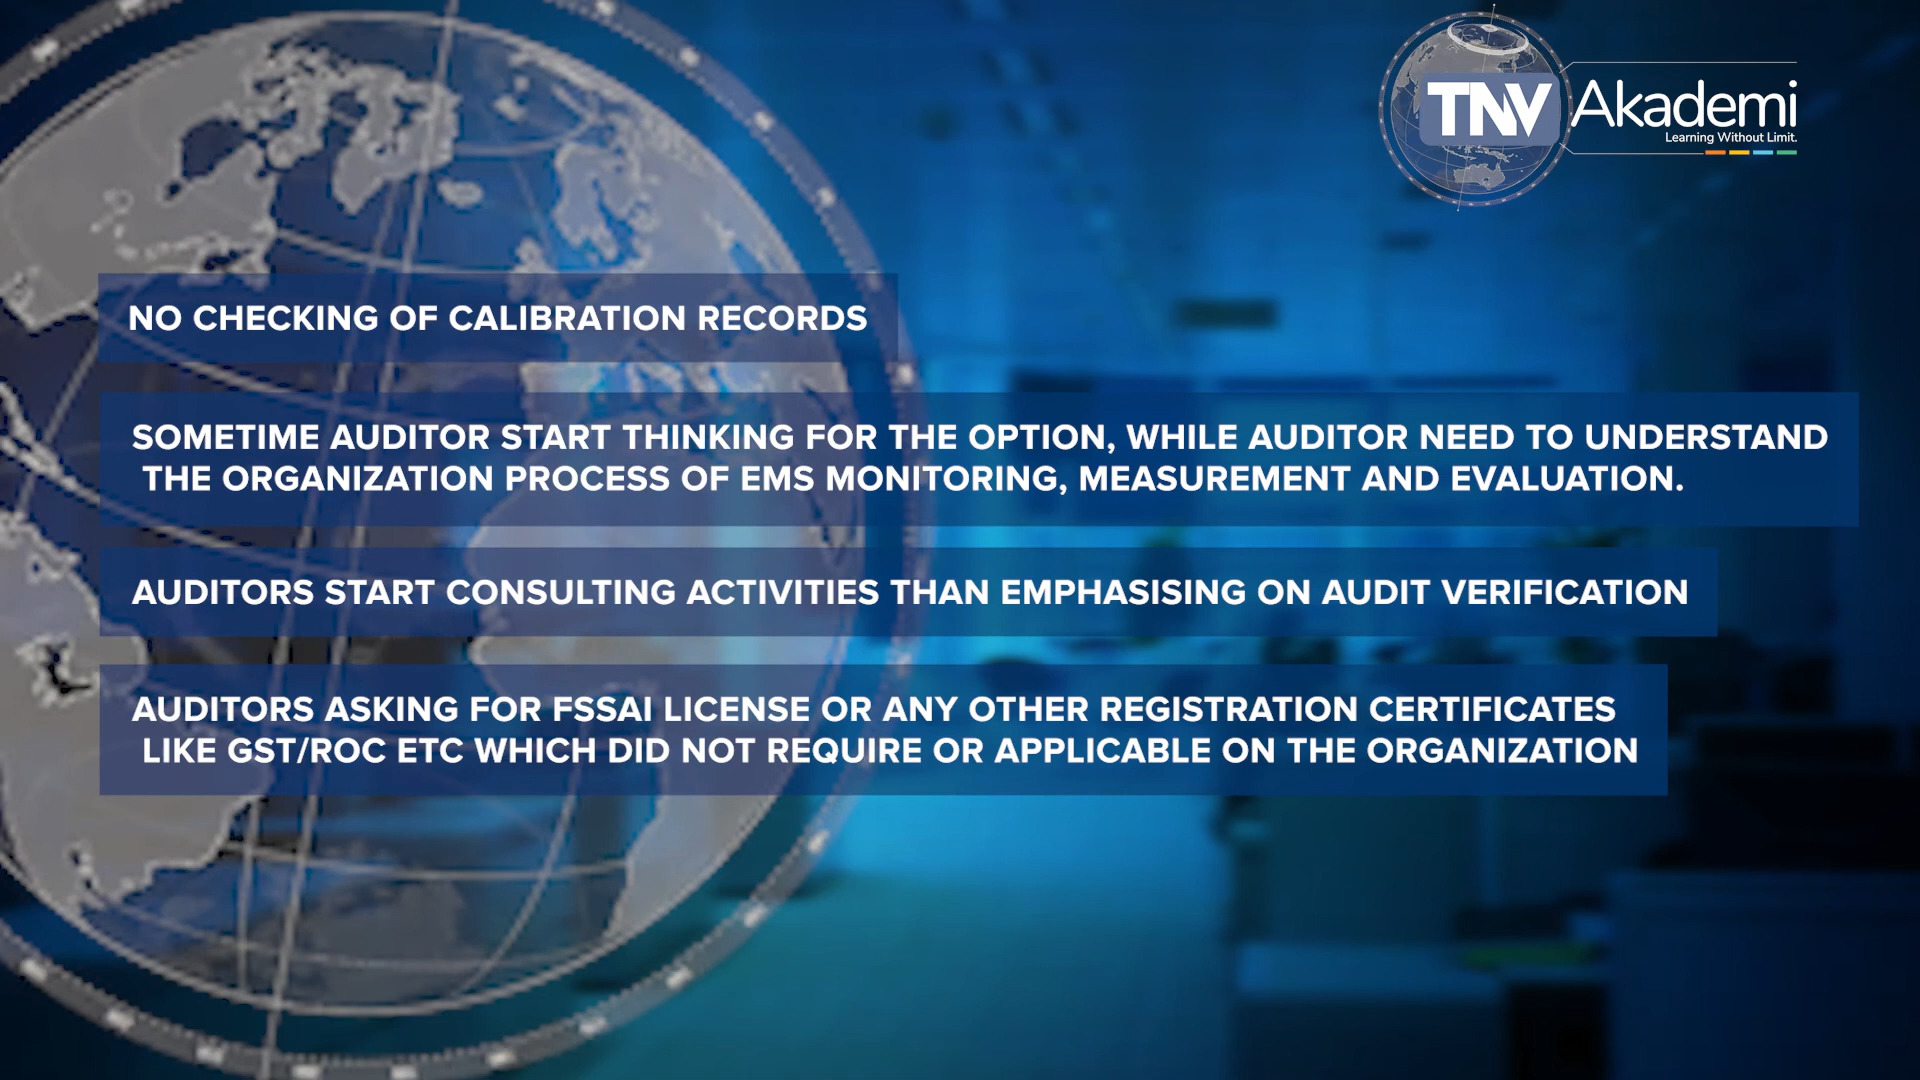 TNV Akademi
Learning Without Limit.
NO CHECKING OF CALIBRATION RECORDS
SOMETIME AUDITOR START THINKING FOR THE OPTION, WHILE AUDITOR NEED TO UNDERSTAND
THE ORGANIZATION PROCESS OF EMS MONITORING, MEASUREMENT AND EVALUATION.
AUDITORS START CONSULTING ACTIVITIES THAN EMPHASISING ON AUDIT VERIFICATION
AUDITORS ASKING FOR FSSAI LICENSE OR ANY OTHER REGISTRATION CERTIFICATES
LIKE GST/ROC ETC WHICH DID NOT REQUIRE OR APPLICABLE ON THE ORGANIZATION